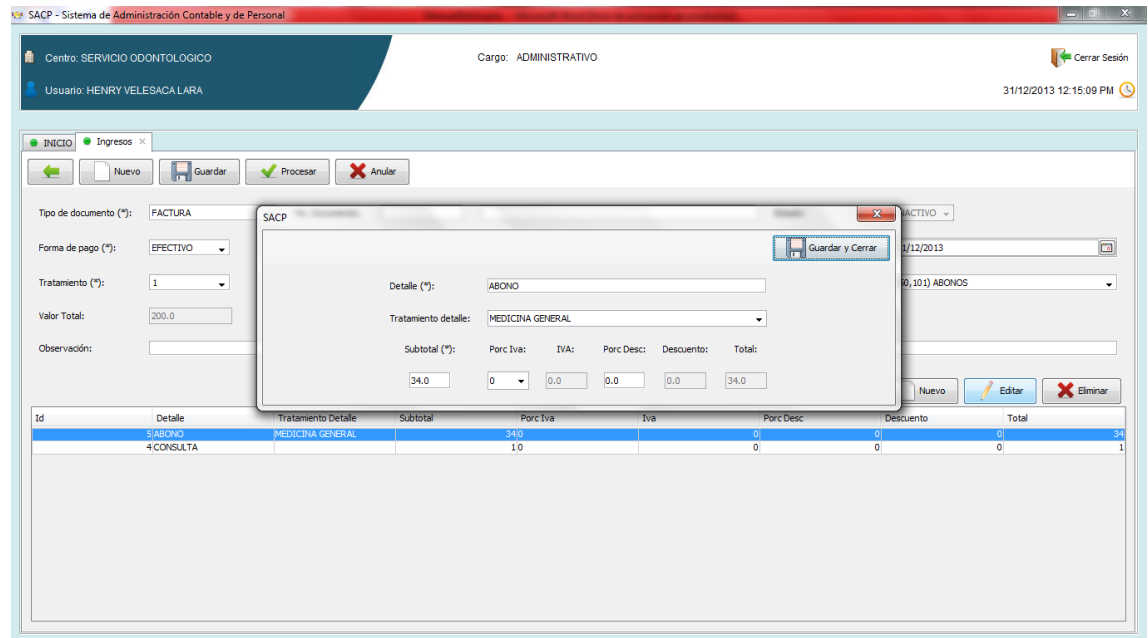 SACP - Sistema de Administración Contable y de Personal
Centro: SERVICIO ODONTOLOGICO
Cargo: ADMINISTRATIVO
Cerrar Sesión
Usuario: HENRY VELESACA LARA
31/12/2013 12:15:09 PM
INICIO Ingresos
Nuevo Guardar Procesar Anular
Tipo de documento (*): FACTURA
Forma de pago (*): EFECTIVO 1/12/2013
Tratamiento (*): 1 ,101) ABONOS
Valor Total: 200.0
Observación:
SACP
Guardar y Cerrar
Detalle (*): ABONO
Tratamiento detalle: MEDICINA GENERAL
Subtotal (*): Porc Iva: IVA: Porc Desc: Descuento: Total:
34.0 0 0.0 0.0 0.0 34.0
Nuevo Editar Eliminar
Id Detalle Tratamiento Detalle Subtotal Porc Iva Iva Porc Desc Descuento Total
5 ABONO MEDICINA GENERAL 34 0 0 0 0 34
4 CONSULTA 1 0 0 0 0 1